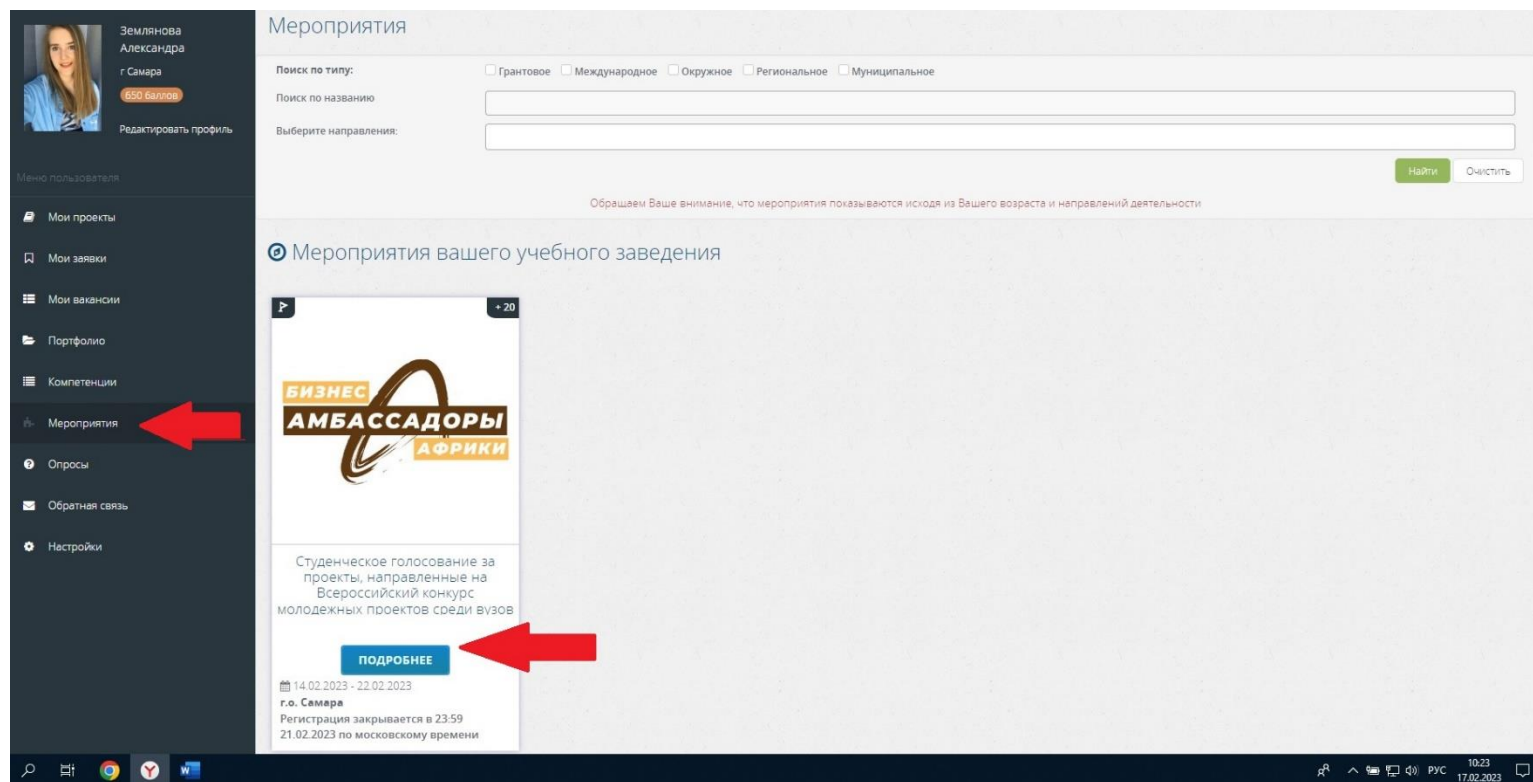 Землянова
Александра
г Самара
650 баллов
Редактировать профиль
Меню пользователя
Мои проекты
Мои заявки
Мои вакансии
Портфолио
Компетенции
Мероприятия
Опросы
Обратная связь
Настройки
Мероприятия
Поиск по типу:
Грантовое Международное Окружное Региональное Муниципальное
Поиск по названию
Выберите направления:
Найти Очистить
Обращаем Ваше внимание, что мероприятия показываются исходя из Вашего возраста и направлений деятельности
Мероприятия вашего учебного заведения
+ 20
БИЗНЕС
АМБАССАДОРЫ
АФРИКИ
Студенческое голосование за
проекты, направленные на
Всероссийский конкурс
молодежных проектов среди вузов
ПОДРОБНЕЕ
14.02.2023 - 22.02.2023
г.о. Самара
Регистрация закрывается в 23:59
21.02.2023 по московскому времени
РУС
10:23
17.02.2023